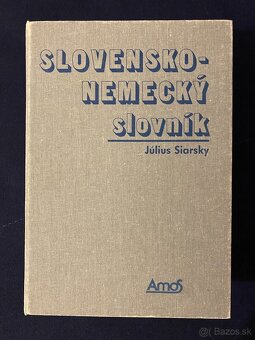 SLOVENSKO-
NEMECKÝ
slovník
Július Siarsky
Amos
© Bazos.sk